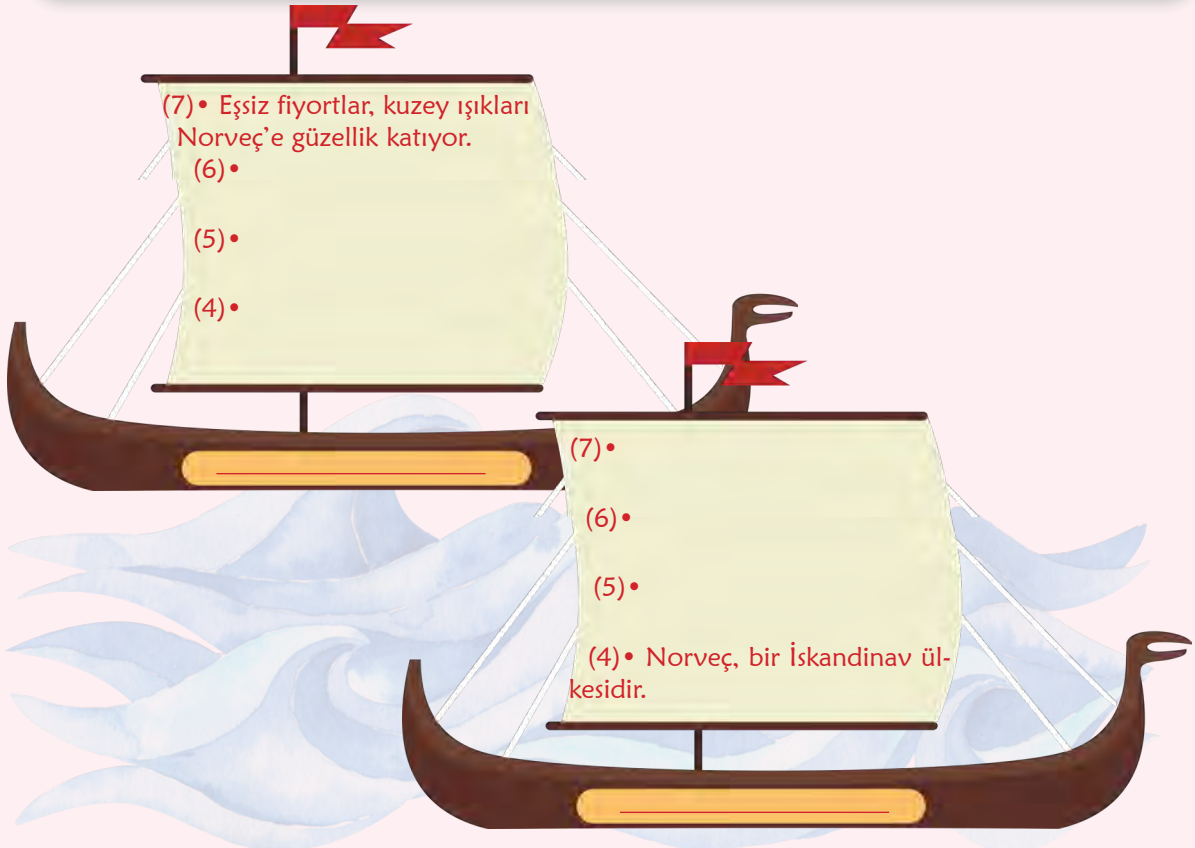 (7)• Eşsiz fiyortlar, kuzey ışıkları
Norveç’e güzellik katıyor.
(6)•
(5)•
(4)•
(7)•
(6)•
(5)•
(4)• Norveç, bir İskandinav ül-
kesidir.